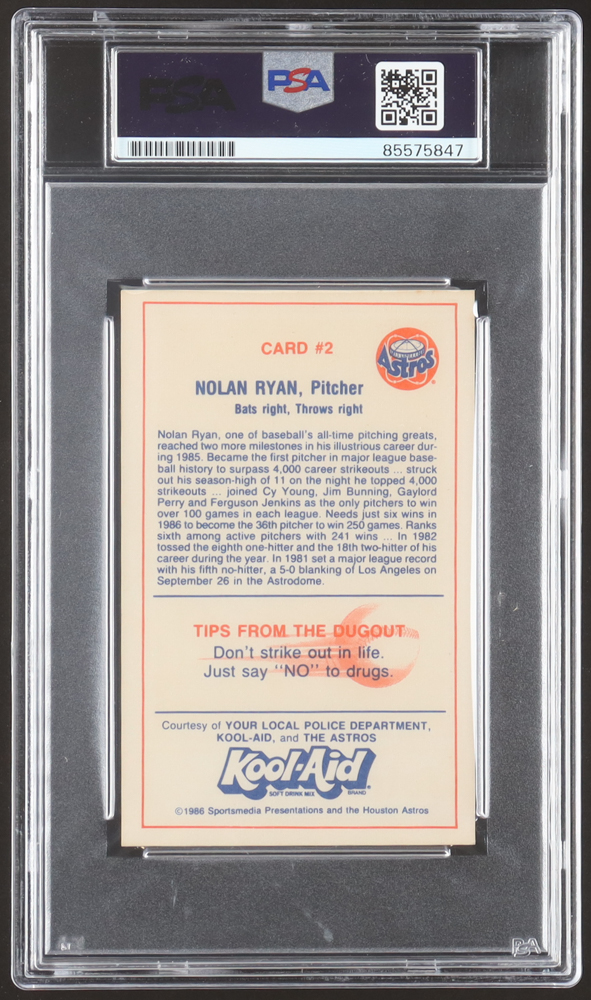 PSA
PSA
85575847
CARD #2
Astros
NOLAN RYAN, Pitcher
Bats right, Throws right
Nolan Ryan, one of baseball's all-time pitching greats,
reached two more milestones in his illustrious career dur-
ing 1985. Became the first pitcher in major league base-
ball history to surpass 4,000 career strikeouts ... struck
out his season-high of 11 on the night he topped 4,000
strikeouts ... joined Cy Young, Jim Bunning, Gaylord
Perry and Ferguson Jenkins as the only pitchers to win
over 100 games in each league. Needs just six wins in
1986 to become the 36th pitcher to win 250 games. Ranks
sixth among active pitchers with 241 wins ... In 1982
tossed the eighth one-hitter and the 18th two-hitter of his
career during the year. In 1981 set a major league record
with his fifth no-hitter, a 5-0 blanking of Los Angeles on
September 26 in the Astrodome.
TIPS FROM THE DUGOUT
Don't strike out in life.
Just say "NO" to drugs.
Courtesy of YOUR LOCAL POLICE DEPARTMENT,
KOOL-AID, and THE ASTROS
Kool-Aid®
SOFT DRINK MIX BRAND
©1986 Sportsmedia Presentations and the Houston Astros
PSA